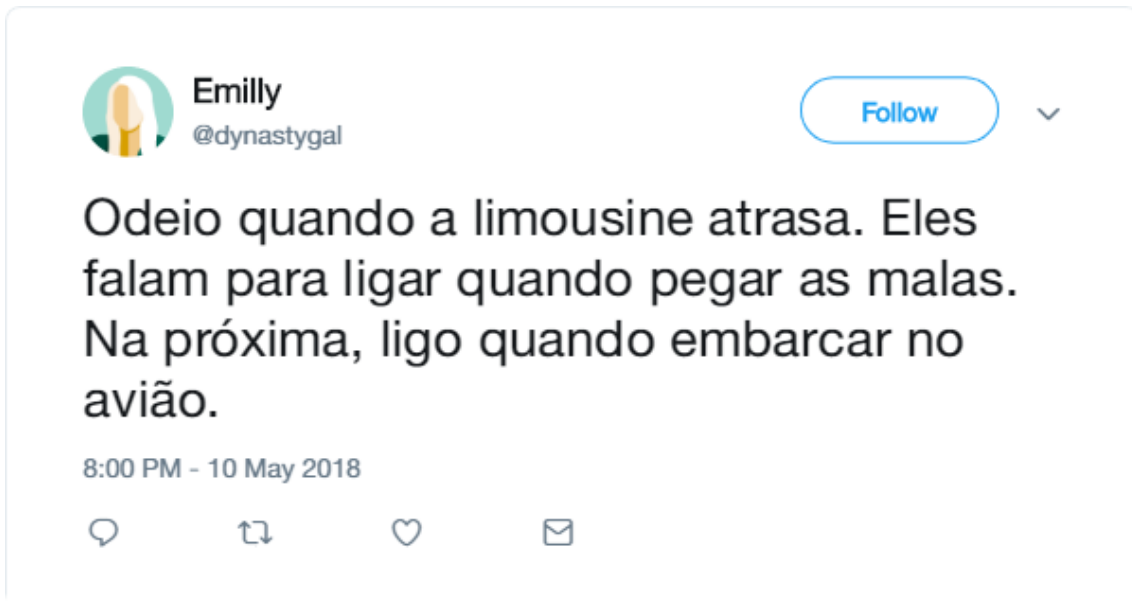 Emilly
@dynastygal
Follow
Odeio quando a limousine atrasa. Eles
falam para ligar quando pegar as malas.
Na próxima, ligo quando embarcar no
avião.
8:00 PM - 10 May 2018